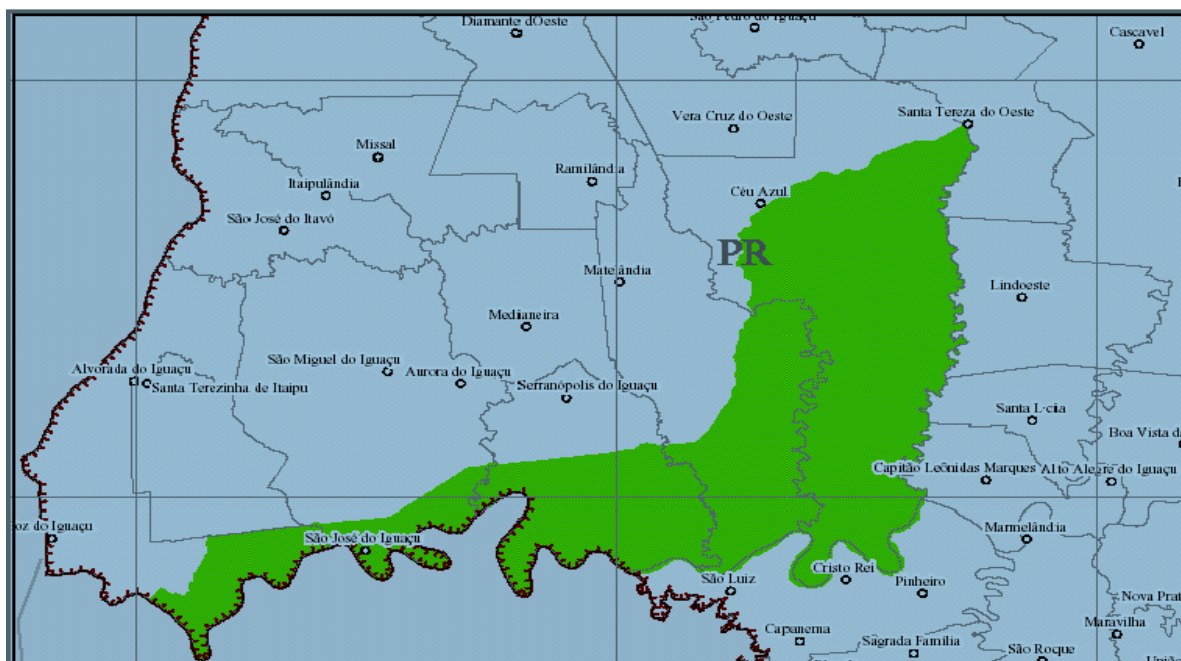 Diamante dOeste
São Pedro do Iguaçu
Cascavel
Santa Tereza do Oeste
Vera Cruz do Oeste
Missal
Ramilândia
Itaipulândia
Céu Azul
São José do Itavó
PR
Matelândia
Lindoeste
Medianeira
São Miguel do Iguaçu
Alvorada do Iguaçu
Aurora do Iguaçu
Santa Terezinha de Itaipu
Serranópolis do Iguaçu
Santa L·cia
Boa Vista da
Capitão Leônidas Marques
Alto Alegre do Iguaçu
oz do Iguaçu
São José do Iguaçu
Marmelândia
Cristo Rei
São Luiz
Pinheiro
Nova Prat
Maravilha
Capanema
Sagrada Família
São Roque
União